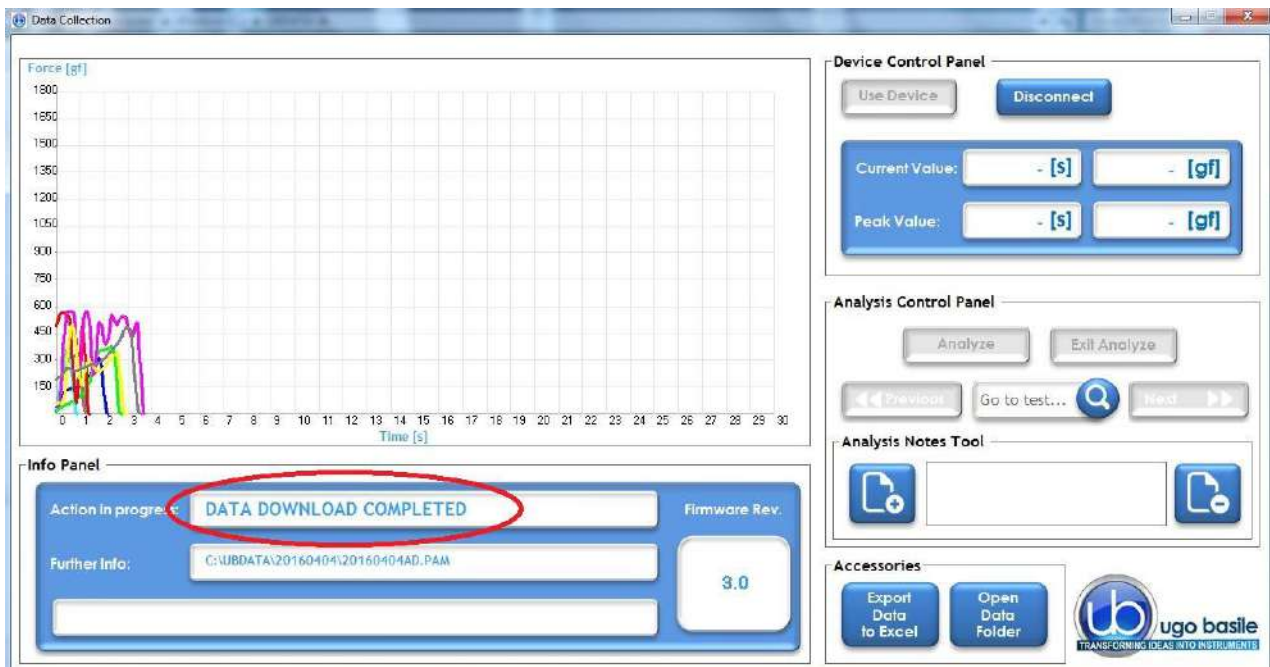 Data Collection
Force [gf]
1800
1650
1500
1350
1200
1050
900
750
600
450
300
150
0 1 2 3 4 5 6 7 8 9 10 11 12 13 14 15 16 17 18 19 20 21 22 23 24 25 26 27 28 29 30
Time [s]
Info Panel
Action in progress: DATA DOWNLOAD COMPLETED
Further Info: C:\UBDATA\20160404\20160404AD.PAM
Firmware Rev.
3.0
Device Control Panel
Use Device Disconnect
Current Value: - [s] - [gf]
Peak Value: - [s] - [gf]
Analysis Control Panel
Analyze Exit Analyze
Previous Go to test... Next
Analysis Notes Tool
Accessories
Export
Data
to Excel
Open
Data
Folder
ub ugo basile
TRANSFORMING IDEAS INTO INSTRUMENTS